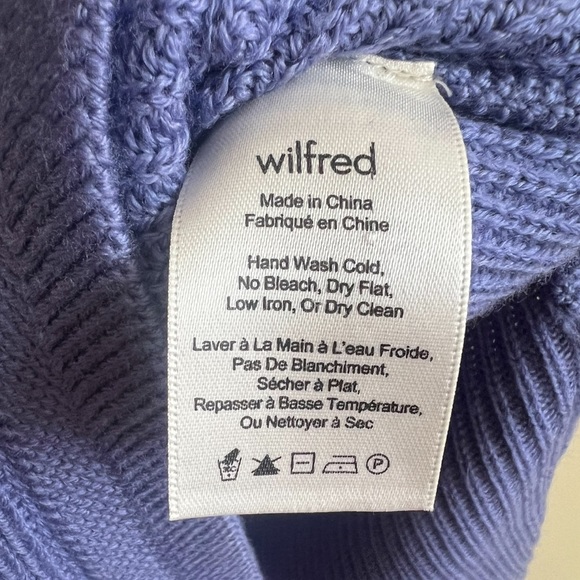 wilfred
Made in China
Fabriqué en Chine
Hand Wash Cold,
No Bleach, Dry Flat,
Low Iron, Or Dry Clean
Laver à La Main à L'eau Froide,
Pas De Blanchiment,
Sécher à Plat,
Repasser à Basse Température,
Ou Nettoyer à Sec
P